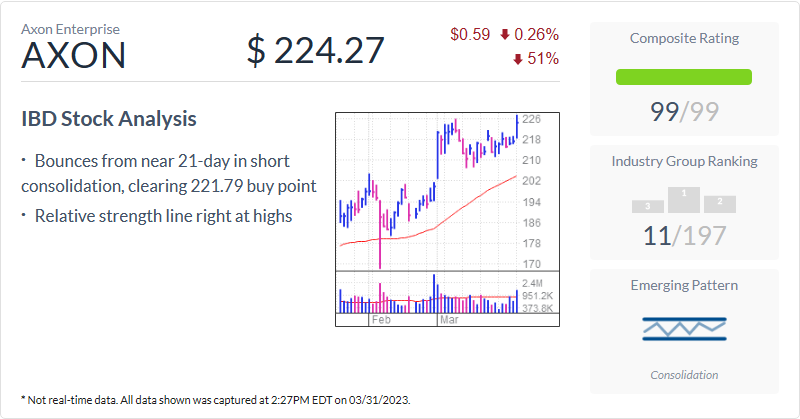 Axon Enterprise
AXON
$ 224.27
$0.59 0.26%
51%
IBD Stock Analysis
· Bounces from near 21-day in short
consolidation, clearing 221.79 buy point
· Relative strength line right at highs
226
218
210
202
194
186
178
170
2.4M
951.2K
373.8K
Feb
Mar
Composite Rating
99/99
Industry Group Ranking
3
1
2
11/197
Emerging Pattern
Consolidation
* Not real-time data. All data shown was captured at 2:27PM EDT on 03/31/2023.